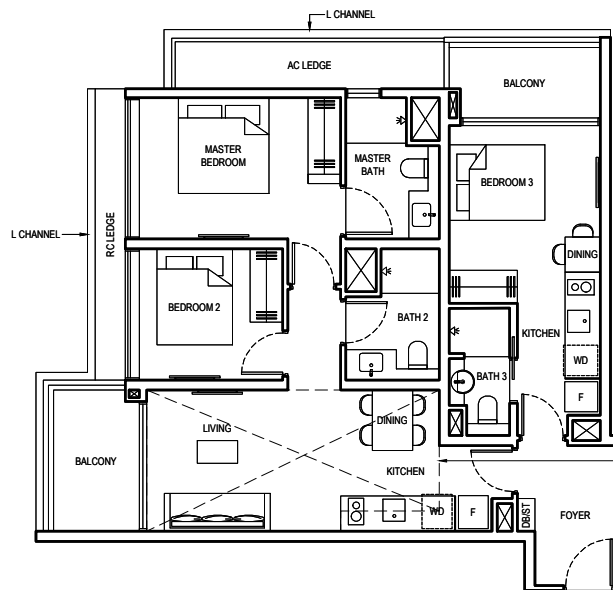 L CHANNEL
AC LEDGE
BALCONY
MASTER
BEDROOM
MASTER
BATH
BEDROOM 3
L CHANNEL
RC LEDGE
DINING
BEDROOM 2
BATH 2
KITCHEN
WD
BATH 3
F
LIVING
DINING
BALCONY
KITCHEN
WD
F
DB/ST
FOYER